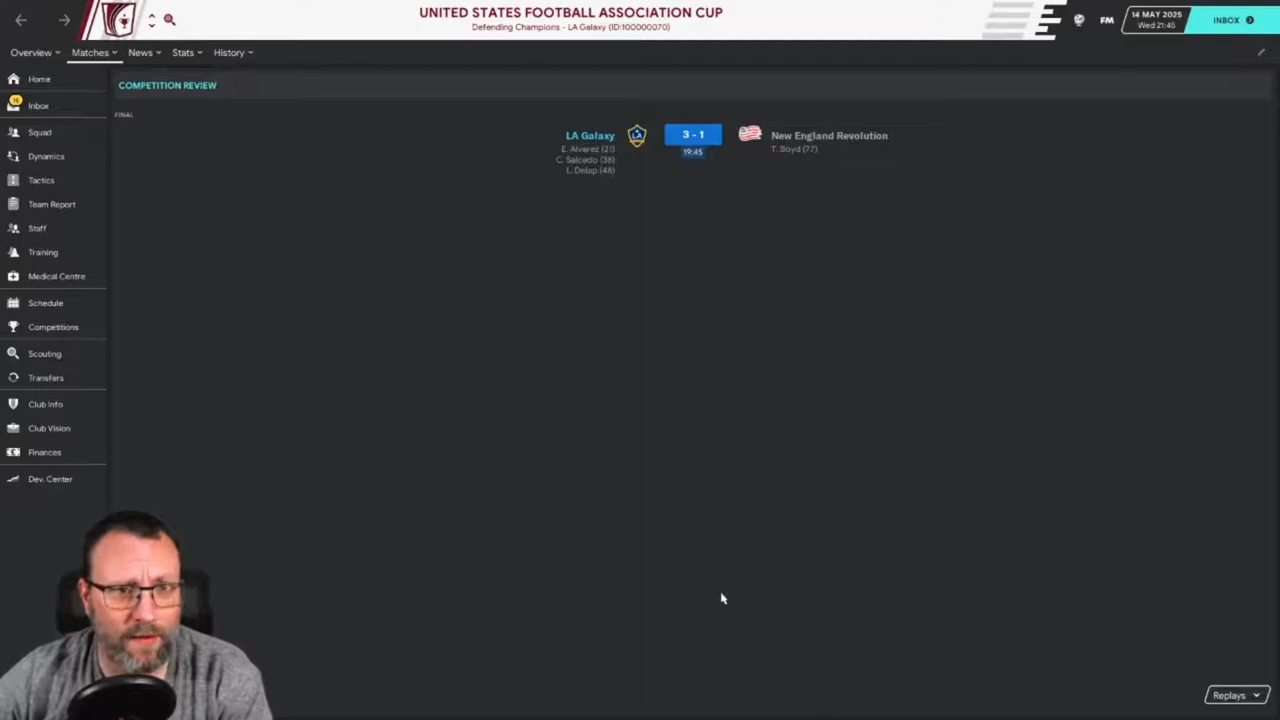 UNITED STATES FOOTBALL ASSOCIATION CUP
Defending Champions - LA Galaxy (ID:100000070)
FM
14 MAY 2025
Wed 21:45
INBOX
Overview
Matches
News
Stats
History
Home
15
Inbox
Squad
Dynamics
Tactics
Team Report
Staff
Training
Medical Centre
Schedule
Competitions
Scouting
Transfers
Club Info
Club Vision
Finances
Dev. Center
COMPETITION REVIEW
FINAL
LA Galaxy
LA
3 - 1
New England Revolution
E. Alvarez (21)
C. Salcedo (38)
L. Delap (48)
19:45
T. Boyd (77)
Replays